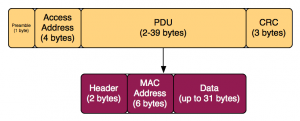 Preamble
(1 byte)
Access
Address
(4 bytes)
PDU
(2-39 bytes)
CRC
(3 bytes)
Header
(2 bytes)
MAC
Address
(6 bytes)
Data
(up to 31 bytes)